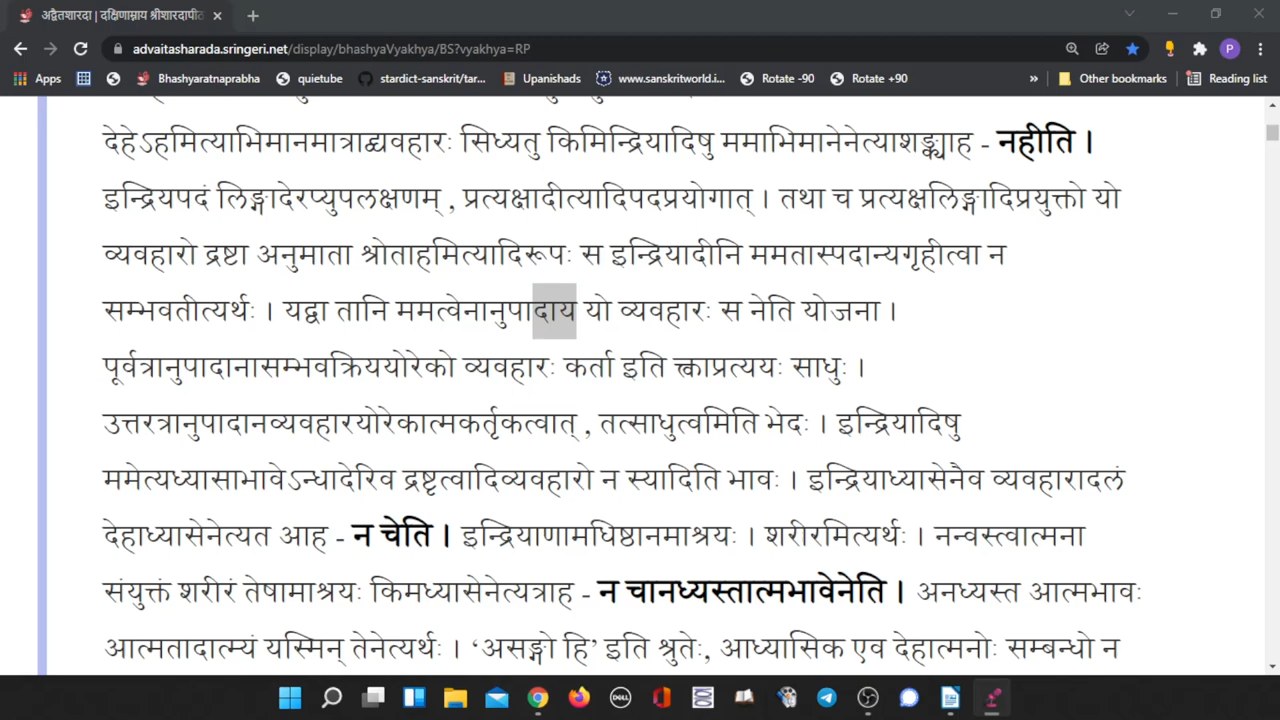 अद्वैतशारदा | दक्षिणाम्नाय श्रीशारदापीठ
advaitasharada.sringeri.net/display/bhashyaVyakhya/BS?vyakhya=RP
P
Apps Bhashyaratnaprabha quietube stardict-sanskrit/tar... Upanishads www.sanskritworld.i... Rotate -90 Rotate +90 » Other bookmarks Reading list
देहेऽहमित्याभिमानमात्राद्व्यवहारः सिध्यतु किमिन्द्रियादिषु ममाभिमानेनेत्याशङ्क्याह - नहीति ।
इन्द्रियपदं लिङ्गादेरप्युपलक्षणम् , प्रत्यक्षादीत्यादिपदप्रयोगात् । तथा च प्रत्यक्षलिङ्गादिप्रयुक्तो यो
व्यवहारो द्रष्टा अनुमाता श्रोताहमित्यादिरूपः स इन्द्रियादीनि ममतास्पदान्यगृहीत्वा न
सम्भवतीत्यर्थः । यद्वा तानि ममत्वेनानुपादाय यो व्यवहारः स नेति योजना ।
पूर्वत्रानुपादानासम्भवक्रिययोरेको व्यवहारः कर्ता इति क्त्वाप्रत्ययः साधुः ।
उत्तरत्रानुपादानव्यवहारयोरेकात्मकर्तृकत्वात् , तत्साधुत्वमिति भेदः । इन्द्रियादिषु
ममेत्यध्यासाभावेऽन्धादेरिव द्रष्टृत्वादिव्यवहारो न स्यादिति भावः । इन्द्रियाध्यासेनैव व्यवहारादलं
देहाध्यासेनेत्यत आह - न चेति । इन्द्रियाणामधिष्ठानमाश्रयः । शरीरमित्यर्थः । नन्वस्त्वात्मना
संयुक्तं शरीरं तेषामाश्रयः किमध्यासेनेत्यत्राह - न चानध्यस्तात्मभावेनेति । अनध्यस्त आत्मभावः
आत्मतादात्म्यं यस्मिन् तेनेत्यर्थः । ‘असङ्गो हि’ इति श्रुतेः, आध्यासिक एव देहात्मनोः सम्बन्धो न
DELL